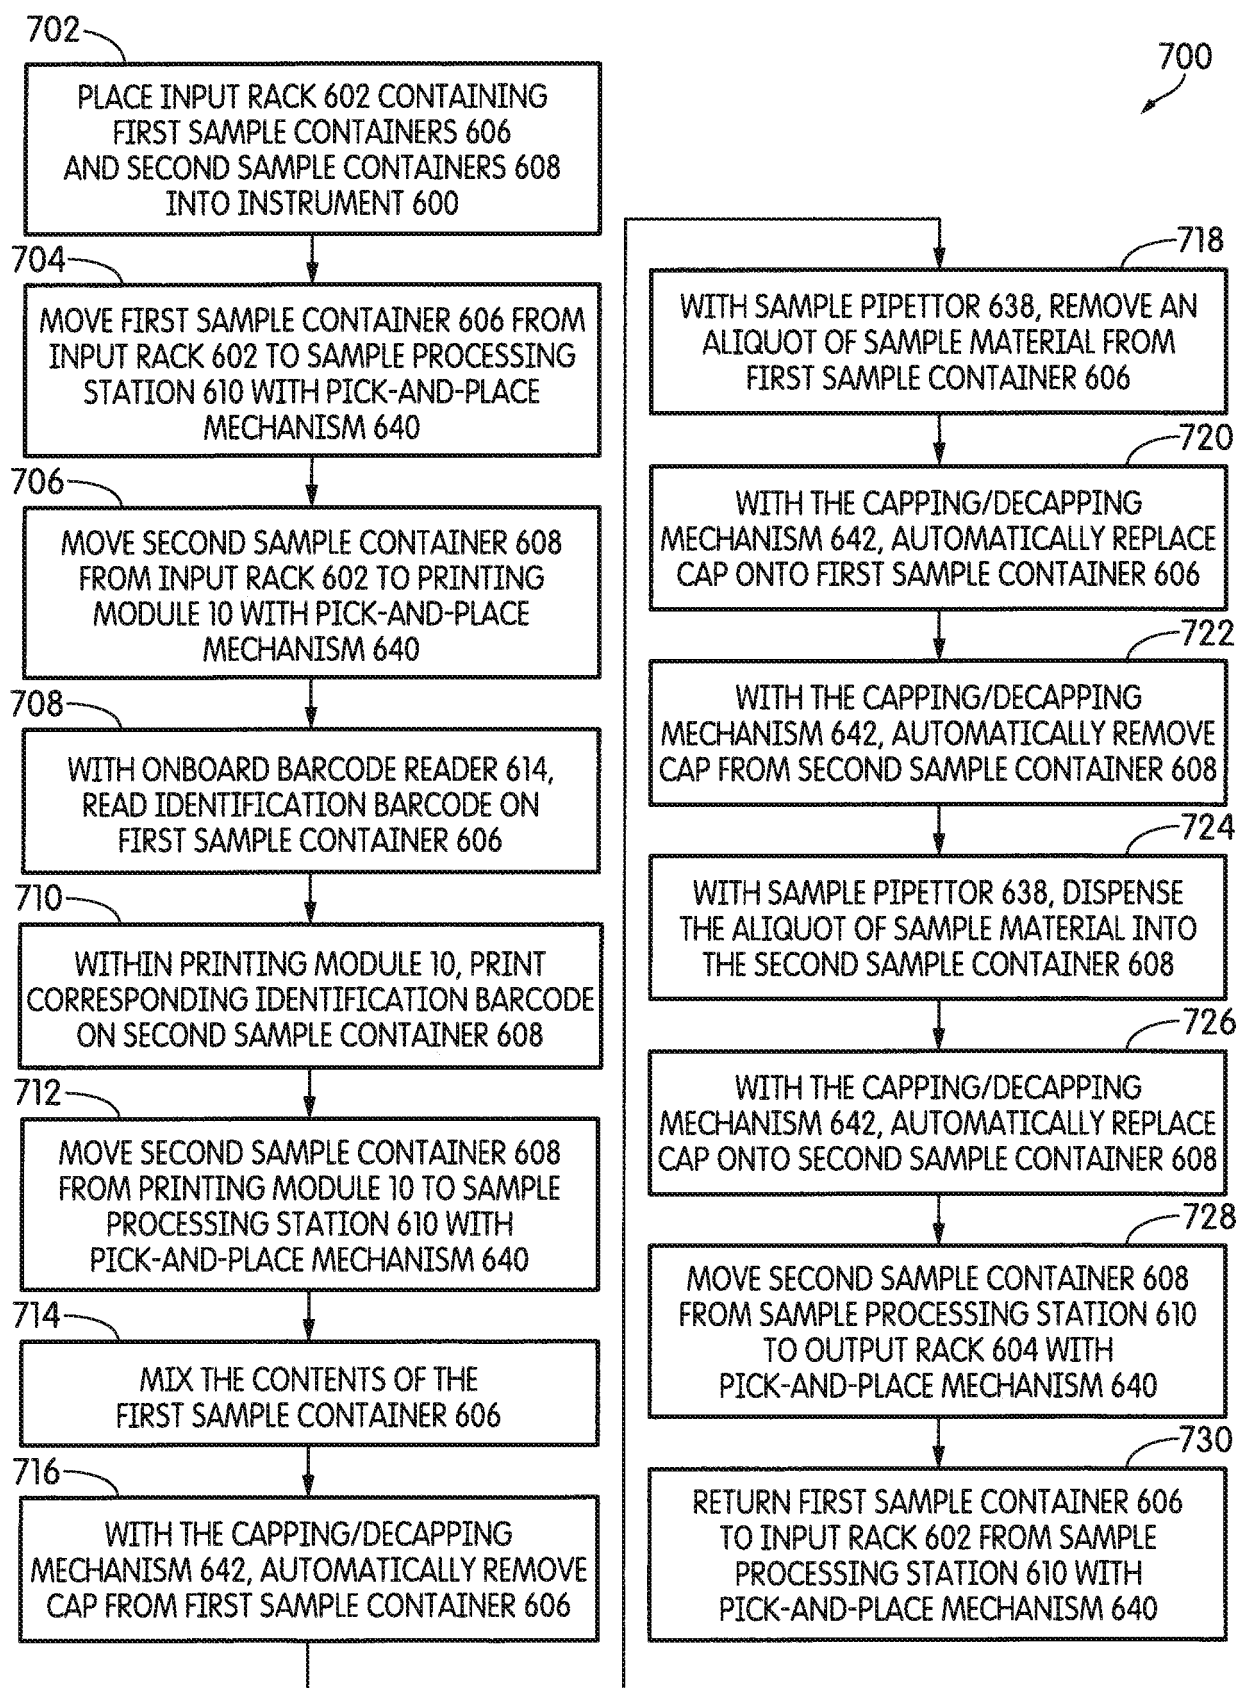 702
PLACE INPUT RACK 602 CONTAINING
FIRST SAMPLE CONTAINERS 606
AND SECOND SAMPLE CONTAINERS 608
INTO INSTRUMENT 600
704
MOVE FIRST SAMPLE CONTAINER 606 FROM
INPUT RACK 602 TO SAMPLE PROCESSING
STATION 610 WITH PICK-AND-PLACE
MECHANISM 640
706
MOVE SECOND SAMPLE CONTAINER 608
FROM INPUT RACK 602 TO PRINTING
MODULE 10 WITH PICK-AND-PLACE
MECHANISM 640
708
WITH ONBOARD BARCODE READER 614,
READ IDENTIFICATION BARCODE ON
FIRST SAMPLE CONTAINER 606
710
WITHIN PRINTING MODULE 10, PRINT
CORRESPONDING IDENTIFICATION BARCODE
ON SECOND SAMPLE CONTAINER 608
712
MOVE SECOND SAMPLE CONTAINER 608
FROM PRINTING MODULE 10 TO SAMPLE
PROCESSING STATION 610 WITH
PICK-AND-PLACE MECHANISM 640
714
MIX THE CONTENTS OF THE
FIRST SAMPLE CONTAINER 606
716
WITH THE CAPPING/DECAPPING
MECHANISM 642, AUTOMATICALLY REMOVE
CAP FROM FIRST SAMPLE CONTAINER 606
700
718
WITH SAMPLE PIPETTOR 638, REMOVE AN
ALIQUOT OF SAMPLE MATERIAL FROM
FIRST SAMPLE CONTAINER 606
720
WITH THE CAPPING/DECAPPING
MECHANISM 642, AUTOMATICALLY REPLACE
CAP ONTO FIRST SAMPLE CONTAINER 606
722
WITH THE CAPPING/DECAPPING
MECHANISM 642, AUTOMATICALLY REMOVE
CAP FROM SECOND SAMPLE CONTAINER 608
724
WITH SAMPLE PIPETTOR 638, DISPENSE
THE ALIQUOT OF SAMPLE MATERIAL INTO
THE SECOND SAMPLE CONTAINER 608
726
WITH THE CAPPING/DECAPPING
MECHANISM 642, AUTOMATICALLY REPLACE
CAP ONTO SECOND SAMPLE CONTAINER 608
728
MOVE SECOND SAMPLE CONTAINER 608
FROM SAMPLE PROCESSING STATION 610
TO OUTPUT RACK 604 WITH
PICK-AND-PLACE MECHANISM 640
730
RETURN FIRST SAMPLE CONTAINER 606
TO INPUT RACK 602 FROM SAMPLE
PROCESSING STATION 610 WITH
PICK-AND-PLACE MECHANISM 640